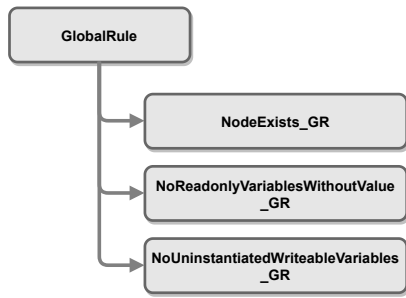 GlobalRule
NodeExists_GR
NoReadonlyVariablesWithoutValue
_GR
NoUninstantiatedWriteableVariables
_GR